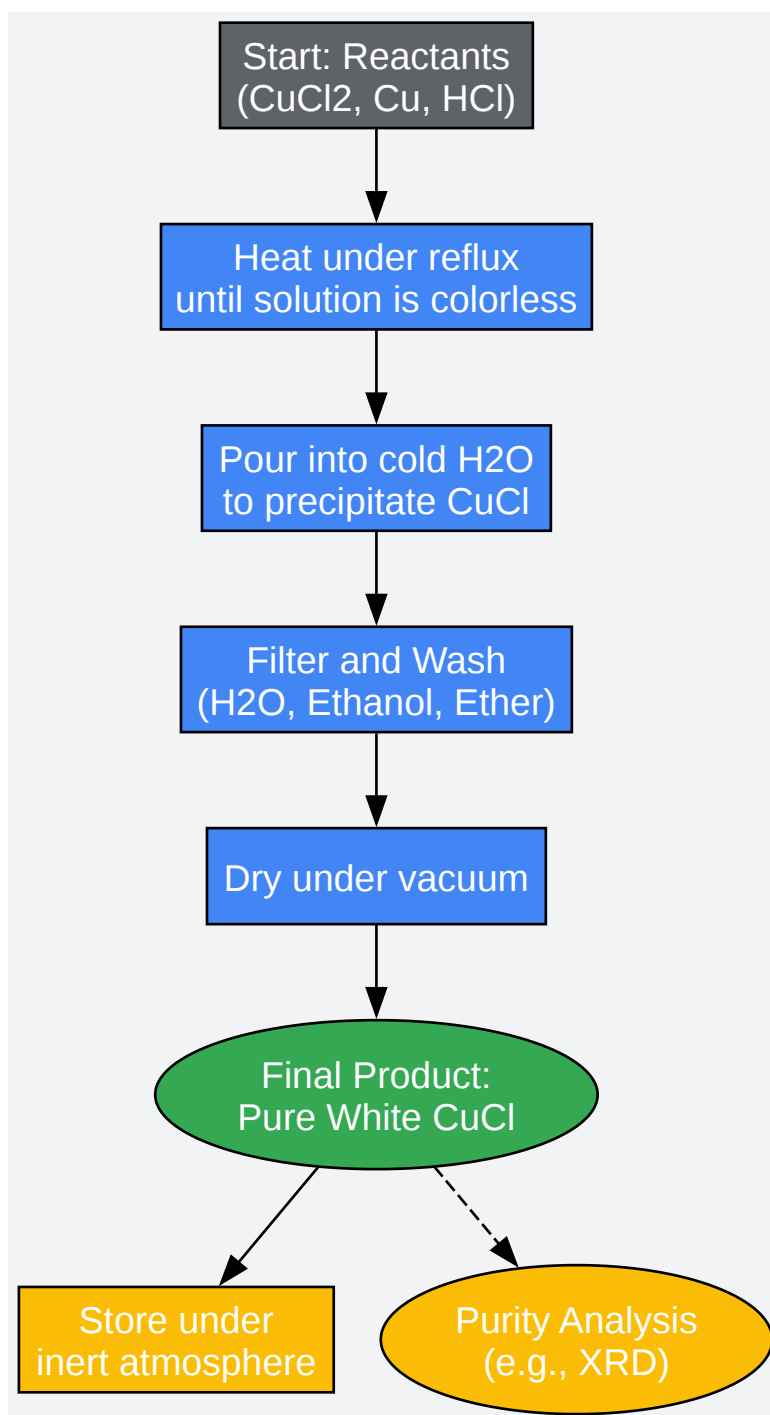 Start: Reactants
(CuCl2, Cu, HCl)
Heat under reflux
until solution is colorless
Pour into cold H2O
to precipitate CuCl
Filter and Wash
(H2O, Ethanol, Ether)
Dry under vacuum
Final Product:
Pure White CuCl
Store under
inert atmosphere
Purity Analysis
(e.g., XRD)